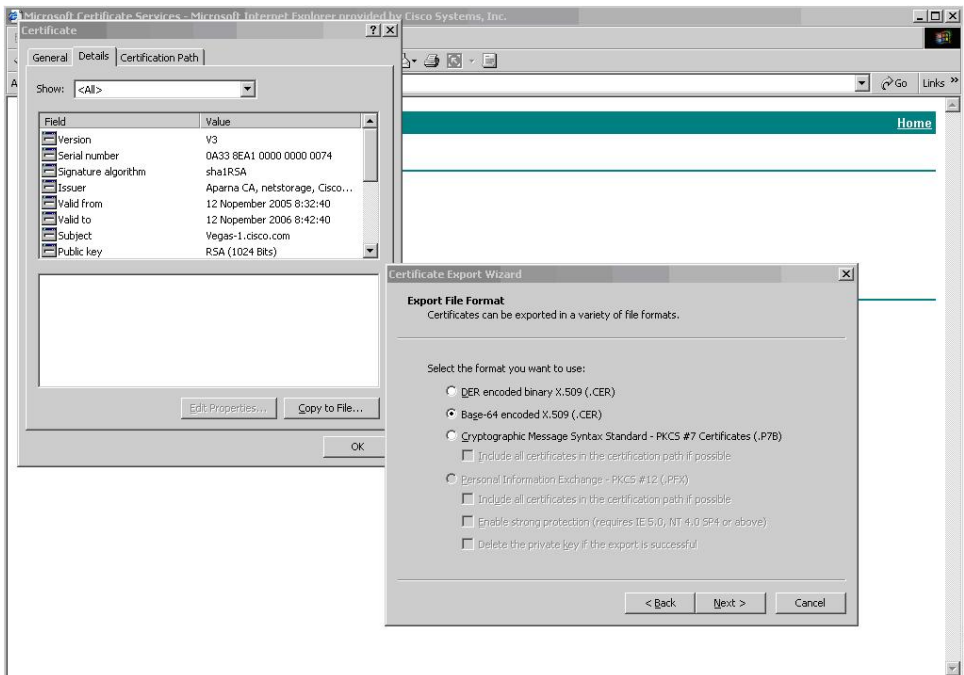 Microsoft Certificate Services - Microsoft Internet Explorer provided by Cisco Systems, Inc.
Certificate
General Details Certification Path
Show: <All>
Field Value
Version V3
Serial number 0A33 8EA1 0000 0000 0074
Signature algorithm sha1RSA
Issuer Aparna CA, netstorage, Cisco...
Valid from 12 Nopember 2005 8:32:40
Valid to 12 Nopember 2006 8:42:40
Subject Vegas-1.cisco.com
Public key RSA (1024 Bits)
Edit Properties... Copy to File...
OK
Go Links »
Home
Certificate Export Wizard
Export File Format
Certificates can be exported in a variety of file formats.
Select the format you want to use:
DER encoded binary X.509 (.CER)
Base-64 encoded X.509 (.CER)
Cryptographic Message Syntax Standard - PKCS #7 Certificates (.P7B)
Include all certificates in the certification path if possible
Personal Information Exchange - PKCS #12 (.PFX)
Include all certificates in the certification path if possible
Enable strong protection (requires IE 5.0, NT 4.0 SP4 or above)
Delete the private key if the export is successful
< Back Next > Cancel